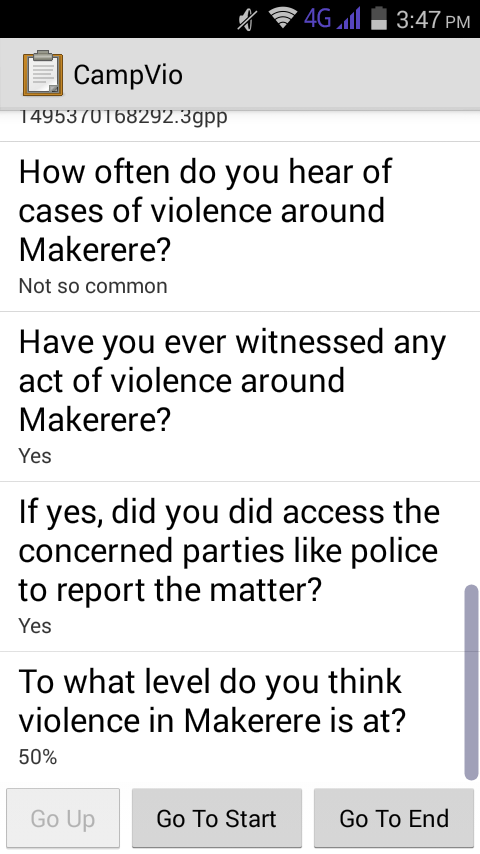 4G 3:47 PM
CampVio
1495370168292.3gpp
How often do you hear of
cases of violence around
Makerere?
Not so common
Have you ever witnessed any
act of violence around
Makerere?
Yes
If yes, did you did access the
concerned parties like police
to report the matter?
Yes
To what level do you think
violence in Makerere is at?
50%
Go Up Go To Start Go To End